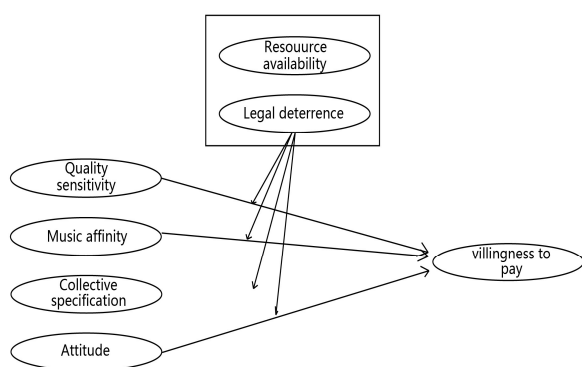 Resouurce
availability
Legal deterrence
Quality
sensitivity
Music affinity
Collective
specification
Attitude
villingness to
pay